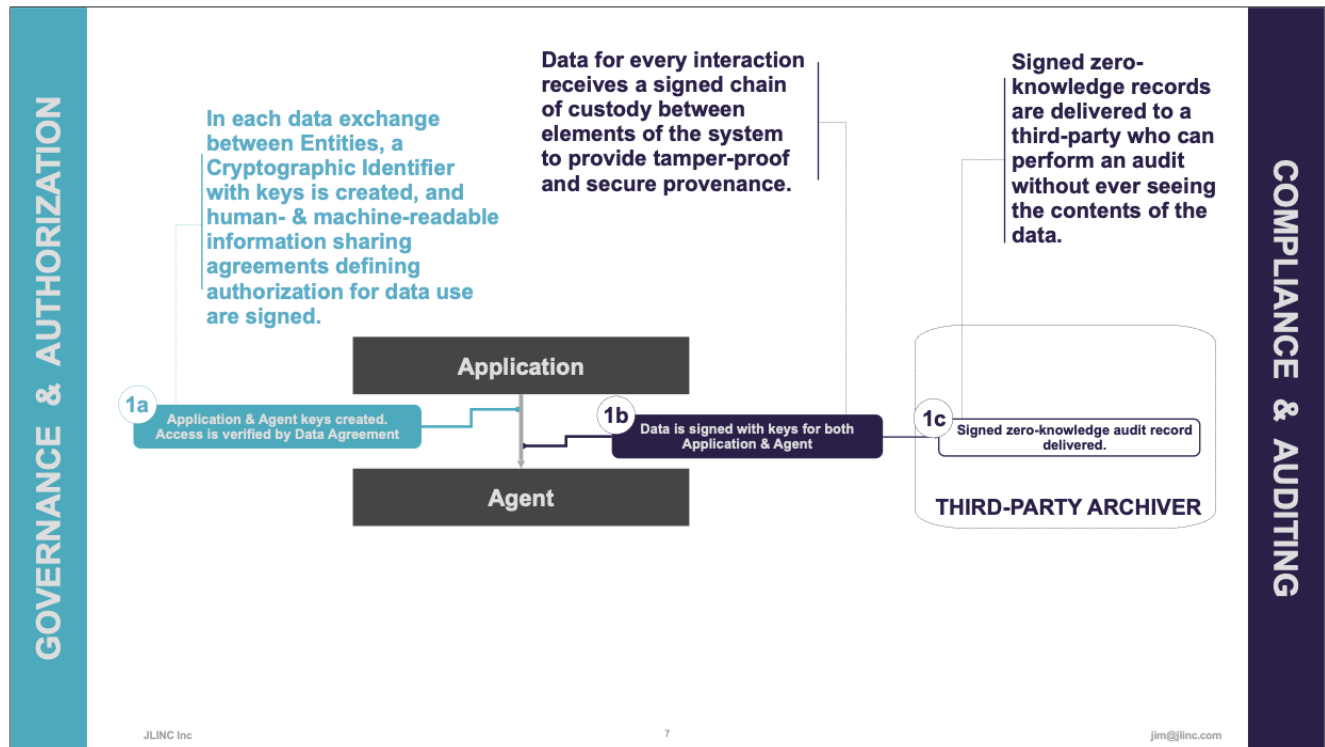 GOVERNANCE & AUTHORIZATION
In each data exchange
between Entities, a
Cryptographic Identifier
with keys is created, and
human- & machine-readable
information sharing
agreements defining
authorization for data use
are signed.
Data for every interaction
receives a signed chain
of custody between
elements of the system
to provide tamper-proof
and secure provenance.
Signed zero-
knowledge records
are delivered to a
third-party who can
perform an audit
without ever seeing
the contents of the
data.
Application
1a
Application & Agent keys created.
Access is verified by Data Agreement
1b
Data is signed with keys for both
Application & Agent
1c
Signed zero-knowledge audit record
delivered.
Agent
THIRD-PARTY ARCHIVER
COMPLIANCE & AUDITING
JLINC Inc
7
jim@jlinc.com